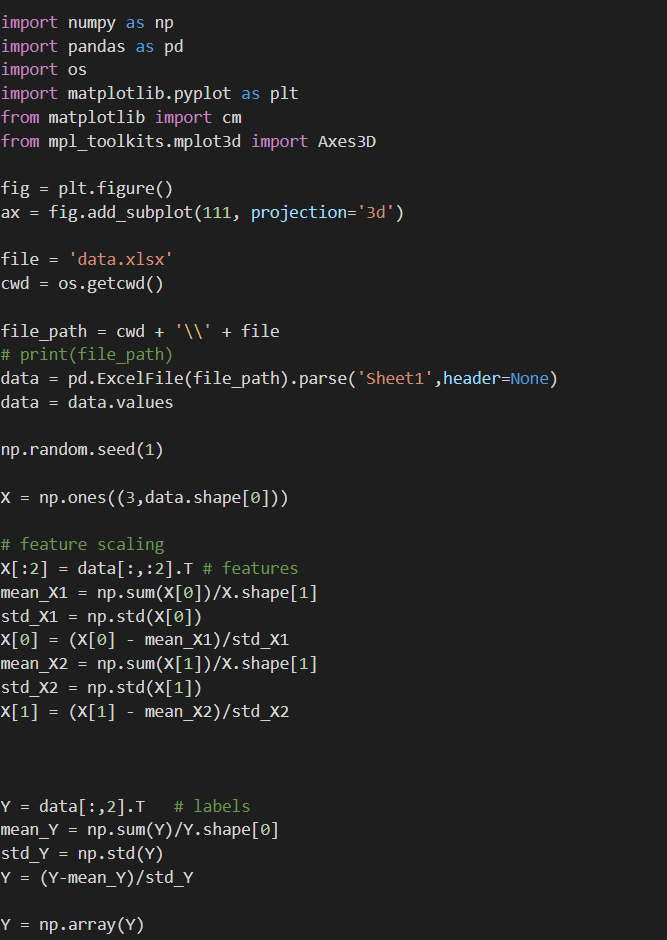 import numpy as np
import pandas as pd
import os
import matplotlib.pyplot as plt
from matplotlib import cm
from mpl_toolkits.mplot3d import Axes3D

fig = plt.figure()
ax = fig.add_subplot(111, projection='3d')

file = 'data.xlsx'
cwd = os.getcwd()

file_path = cwd + '\\' + file
# print(file_path)
data = pd.ExcelFile(file_path).parse('Sheet1',header=None)
data = data.values

np.random.seed(1)

X = np.ones((3,data.shape[0]))

# feature scaling
X[:2] = data[:,:2].T # features
mean_X1 = np.sum(X[0])/X.shape[1]
std_X1 = np.std(X[0])
X[0] = (X[0] - mean_X1)/std_X1
mean_X2 = np.sum(X[1])/X.shape[1]
std_X2 = np.std(X[1])
X[1] = (X[1] - mean_X2)/std_X2

Y = data[:,2].T   # labels
mean_Y = np.sum(Y)/Y.shape[0]
std_Y = np.std(Y)
Y = (Y-mean_Y)/std_Y

Y = np.array(Y)